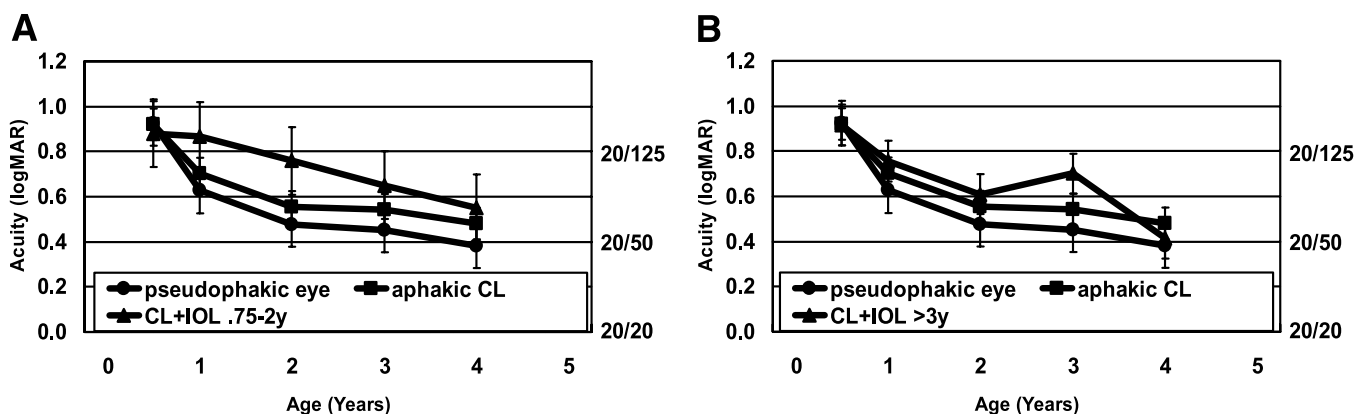 A
1.2
1.0
0.8
0.6
0.4
0.2
0.0
Acuity (logMAR)
20/125
20/50
20/20
pseudophakic eye
aphakic CL
CL+IOL .75-2y
0 1 2 3 4 5
Age (Years)
B
1.2
1.0
0.8
0.6
0.4
0.2
0.0
Acuity (logMAR)
20/125
20/50
20/20
pseudophakic eye
aphakic CL
CL+IOL >3y
0 1 2 3 4 5
Age (Years)